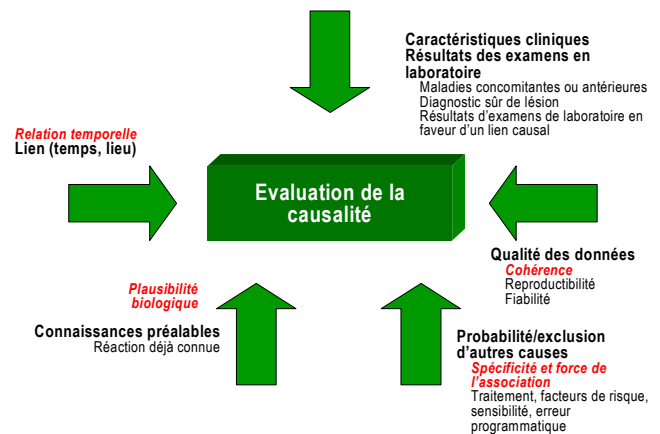 Caractéristiques cliniques
Résultats des examens en
laboratoire
Maladies concomitantes ou antérieures
Diagnostic sûr de lésion
Résultats d'examens de laboratoire en
faveur d'un lien causal
Relation temporelle
Lien (temps, lieu)
Evaluation de la
causalité
Qualité des données
Cohérence
Reproductibilité
Fiabilité
Plausibilité
biologique
Connaissances préalables
Réaction déjà connue
Probabilité/exclusion
d'autres causes
Spécificité et force de
l'association
Traitement, facteurs de risque,
sensibilité, erreur
programmatique